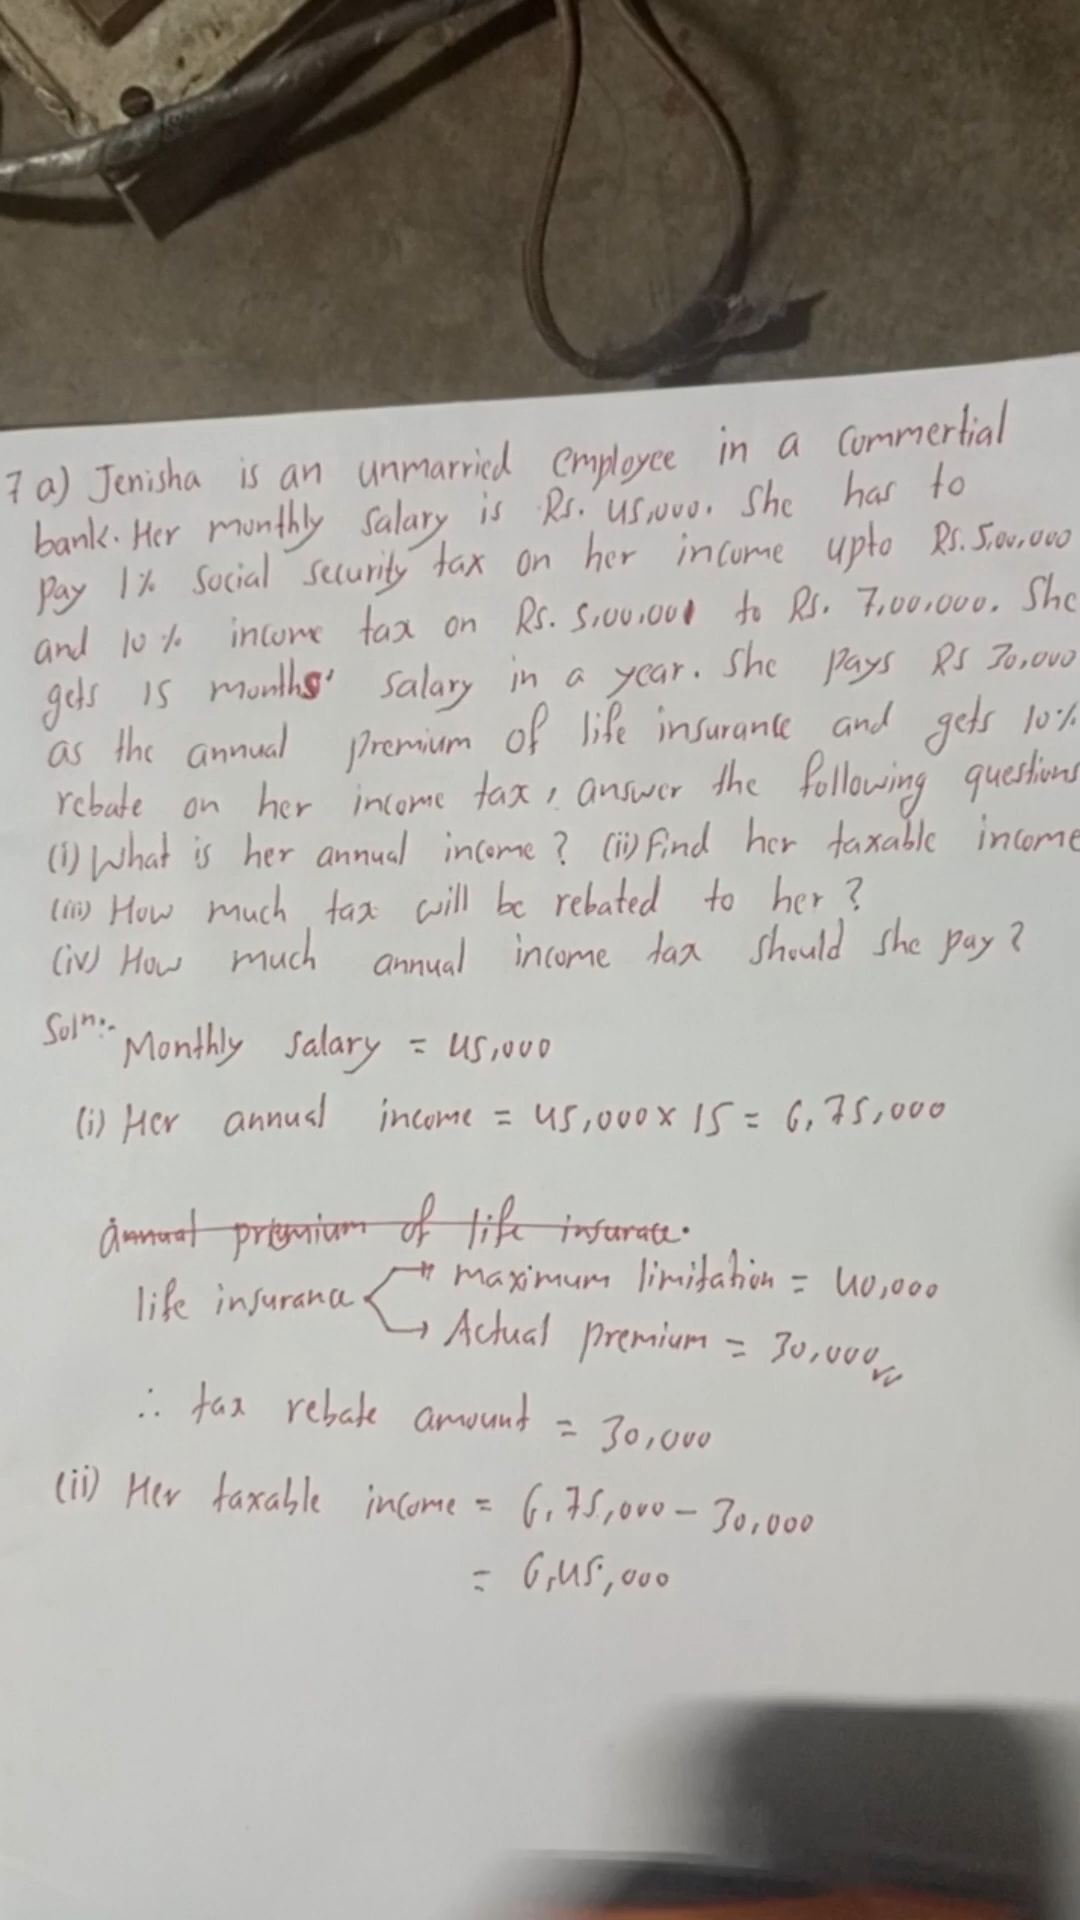 7 a) Jenisha is an unmarried employee in a commertial
bank. Her monthly salary is Rs. 45,000. She has to
pay 1% social security tax on her income upto Rs. 5,00,000
and 10% income tax on Rs. 5,00,001 to Rs. 7,00,000. She
gets 15 months' salary in a year. She pays Rs 30,000
as the annual premium of life insurance and gets 10%
rebate on her income tax, answer the following questions
(i) What is her annual income? (ii) find her taxable income
(iii) How much tax will be rebated to her?
(iv) How much annual income tax should she pay?
Soln:- Monthly salary = 45,000
(i) Her annual income = 45,000 x 15 = 6,75,000
Annual premium of life insurace.
life insurance → maximum limitation = 40,000
→ Actual premium = 30,000
∴ tax rebate amount = 30,000
(ii) Her taxable income = 6,75,000 - 30,000
= 6,45,000